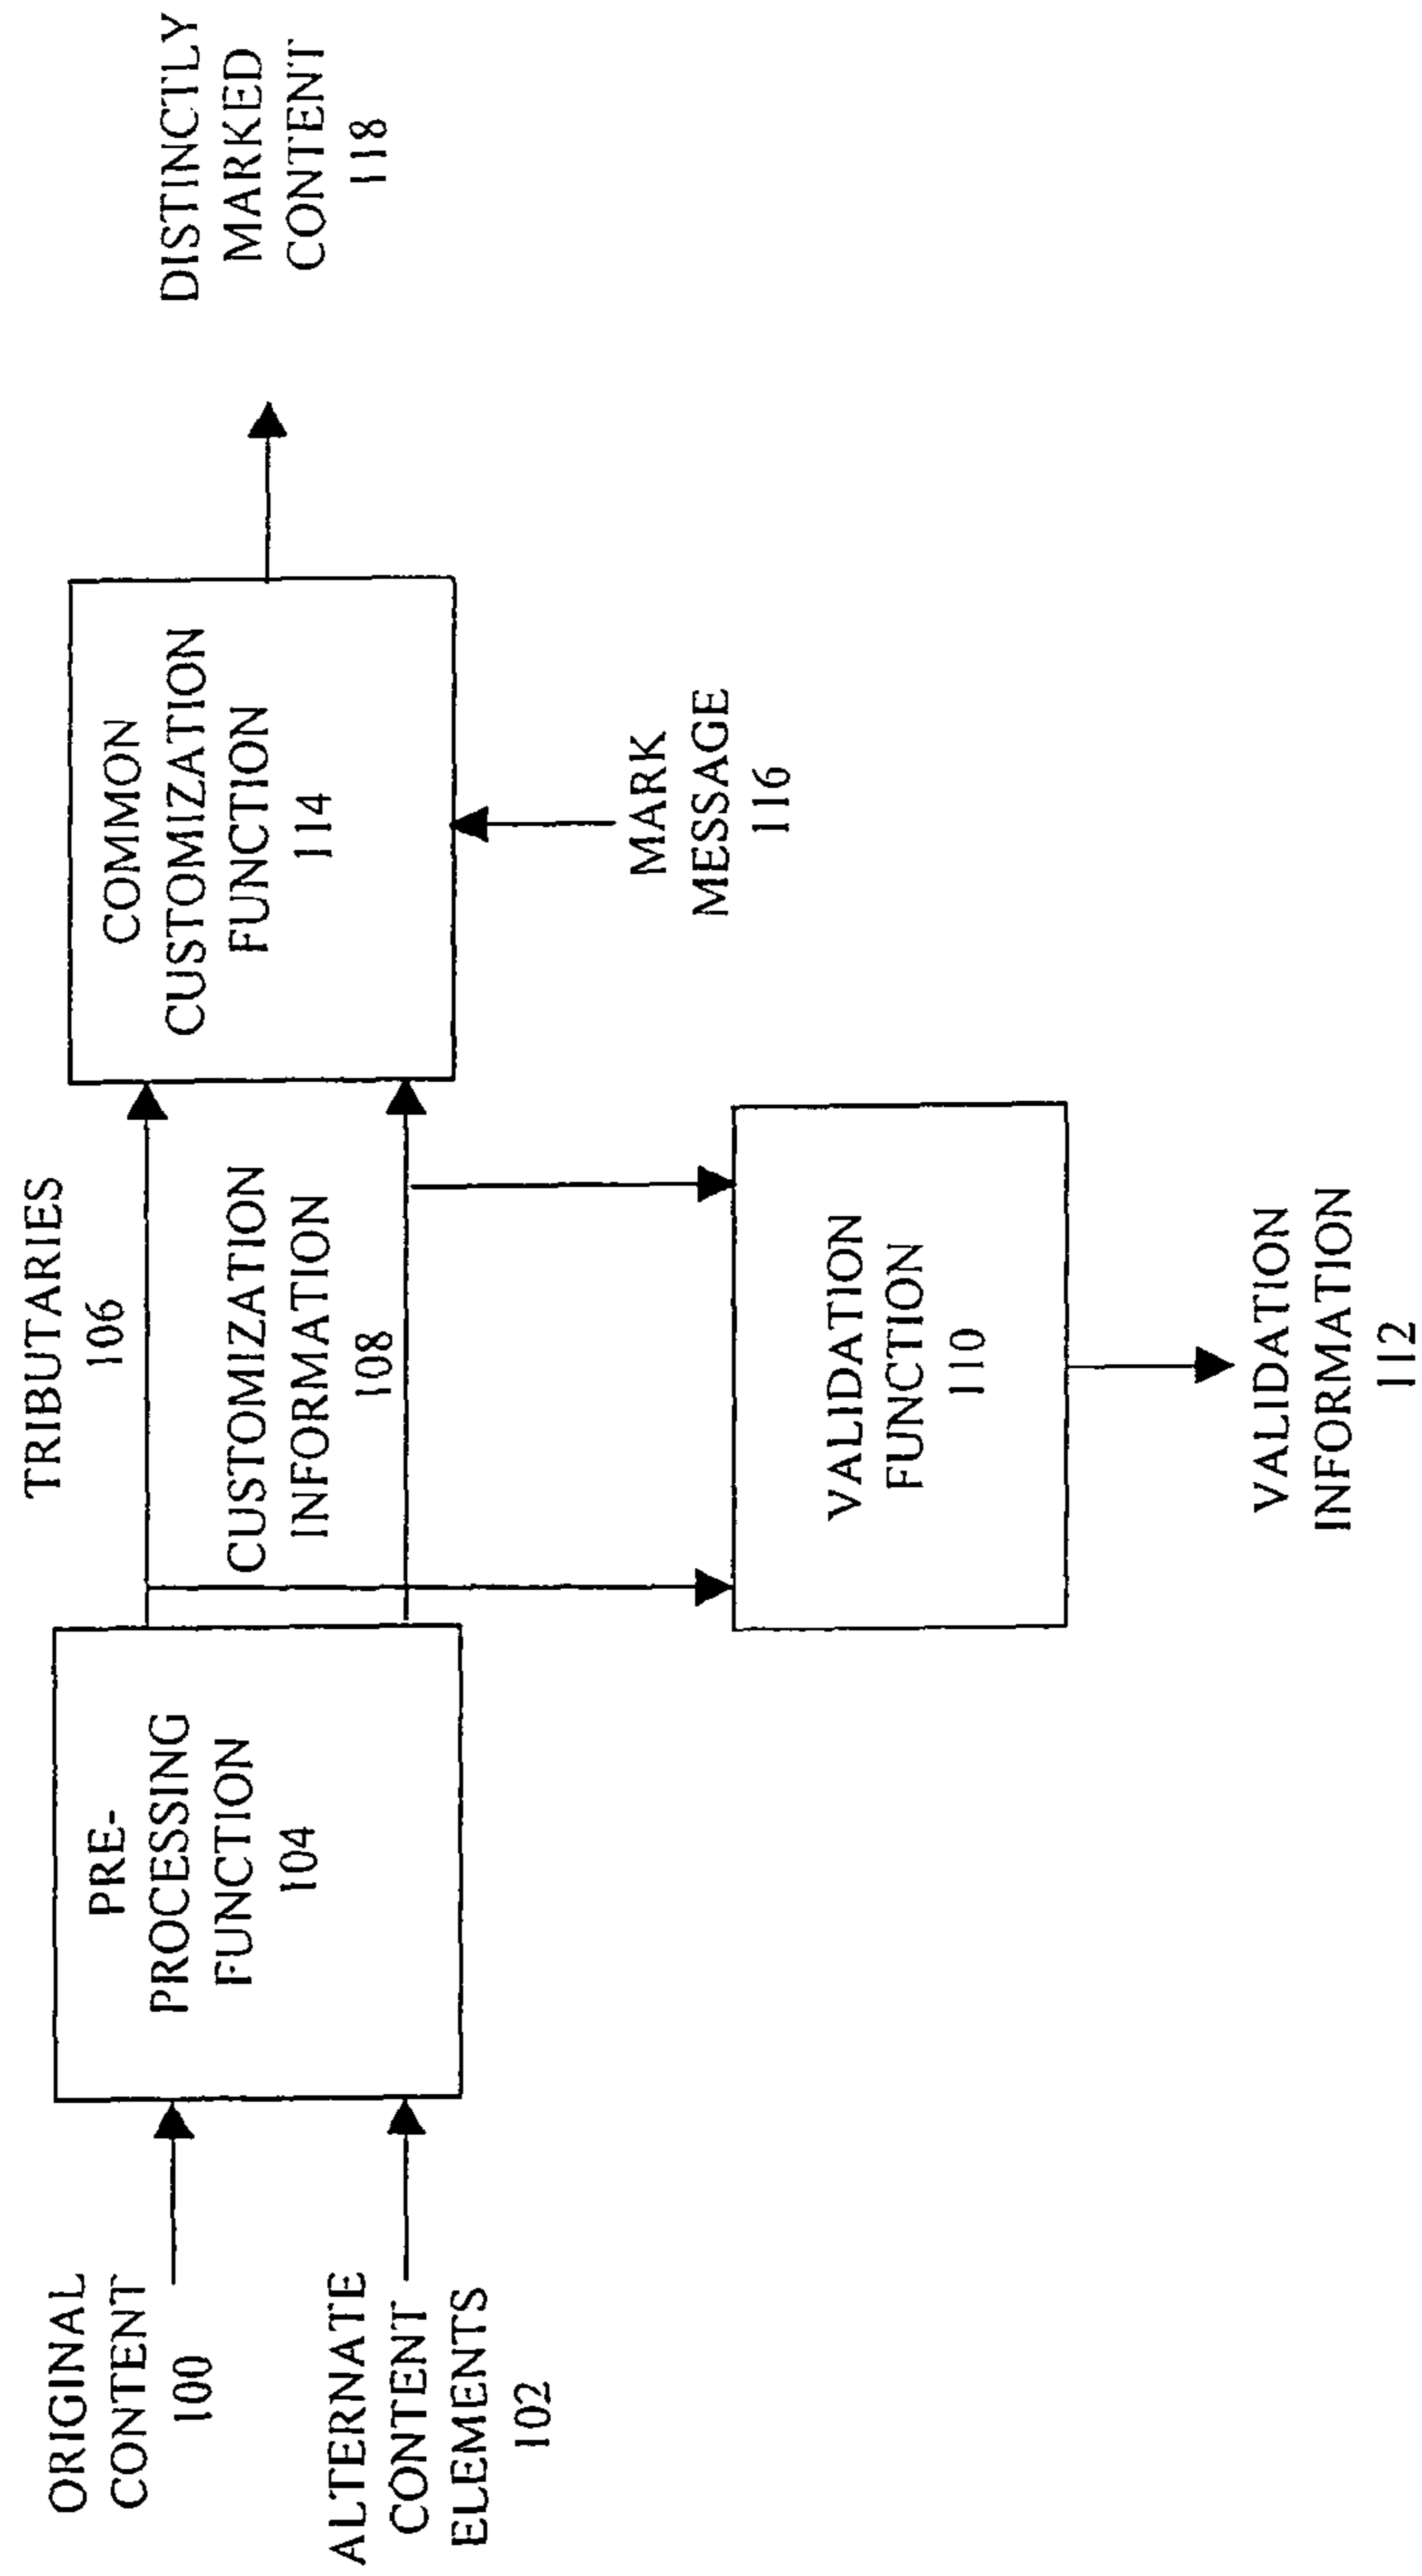 ORIGINAL
CONTENT
100
ALTERNATE
CONTENT
ELEMENTS
102
PRE-
PROCESSING
FUNCTION
104
TRIBUTARIES
106
CUSTOMIZATION
INFORMATION
108
VALIDATION
FUNCTION
110
VALIDATION
INFORMATION
112
COMMON
CUSTOMIZATION
FUNCTION
114
MARK
MESSAGE
116
DISTINCTLY
MARKED
CONTENT
118